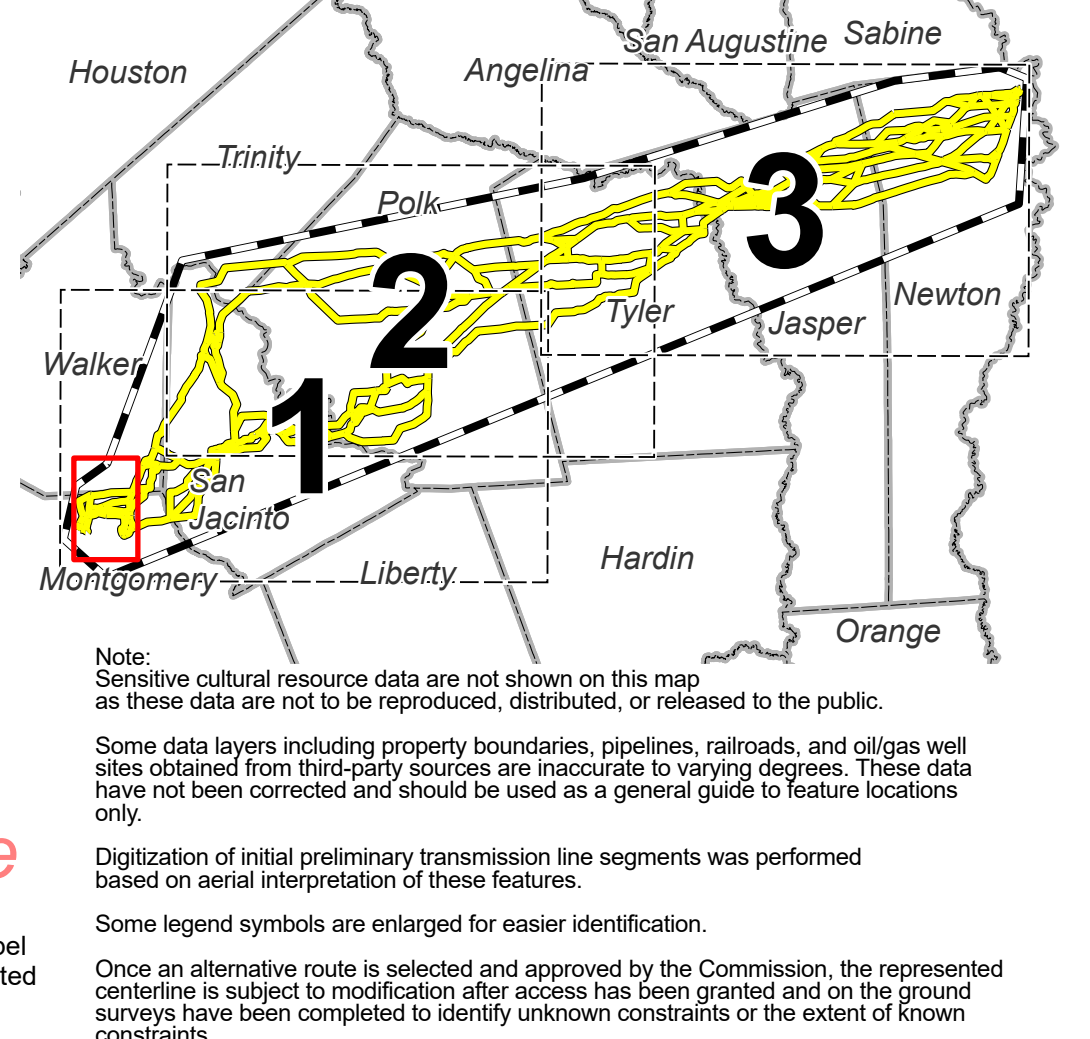 San Augustine
Sabine
Houston
Angelina
Trinity
3
Polk
2
Newton
Tyler
Jasper
Walker
1
San
Jacinto
Hardin
Montgomery
Liberty
Orange
Note:
Sensitive cultural resource data are not shown on this map
as these data are not to be reproduced, distributed, or released to the public.
Some data layers including property boundaries, pipelines, railroads, and oil/gas well
sites obtained from third-party sources are inaccurate to varying degrees. These data
have not been corrected and should be used as a general guide to feature locations
only.
Digitization of initial preliminary transmission line segments was performed
based on aerial interpretation of these features.
Some legend symbols are enlarged for easier identification.
Once an alternative route is selected and approved by the Commission, the represented
centerline is subject to modification after access has been granted and on the ground
surveys have been completed to identify unknown constraints or the extent of known
constraints.